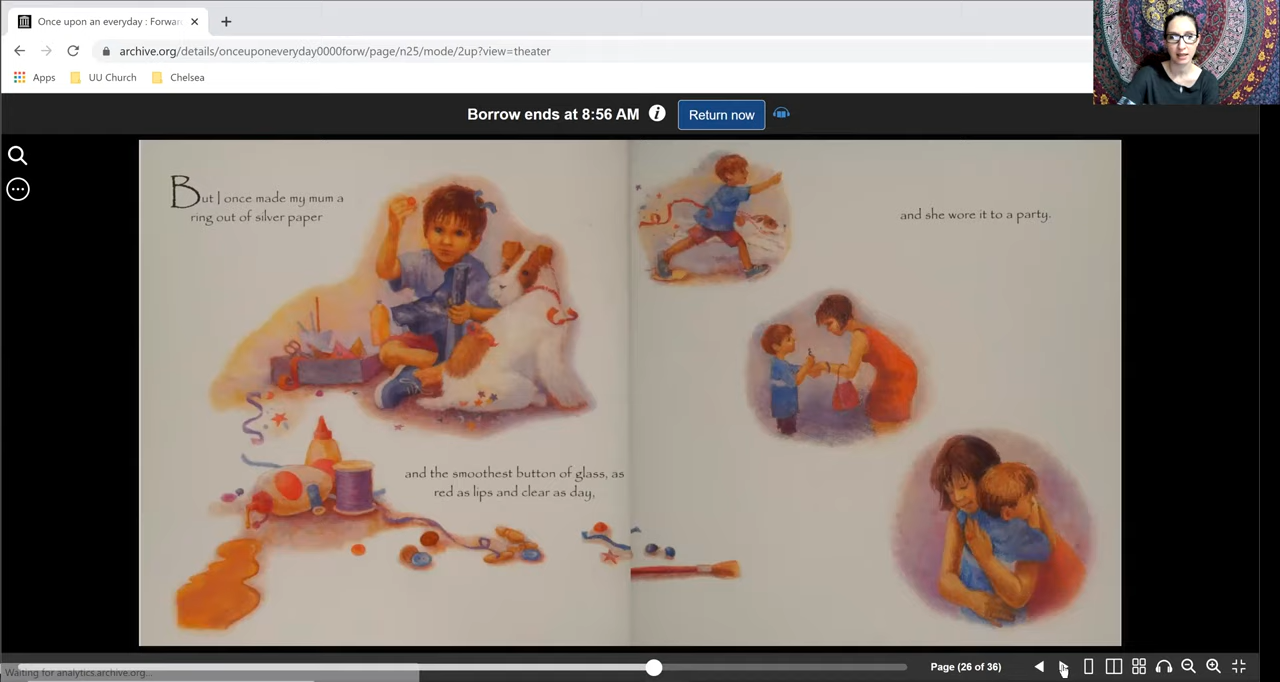 Once upon an everyday : Forwar
archive.org/details/onceuponeveryday0000forw/page/n25/mode/2up?view=theater
Apps
UU Church
Chelsea
Borrow ends at 8:56 AM
Return now
But I once made my mum a
ring out of silver paper
and the smoothest button of glass, as
red as lips and clear as day,
and she wore it to a party.
Waiting for analytics.archive.org...
Page (26 of 36)